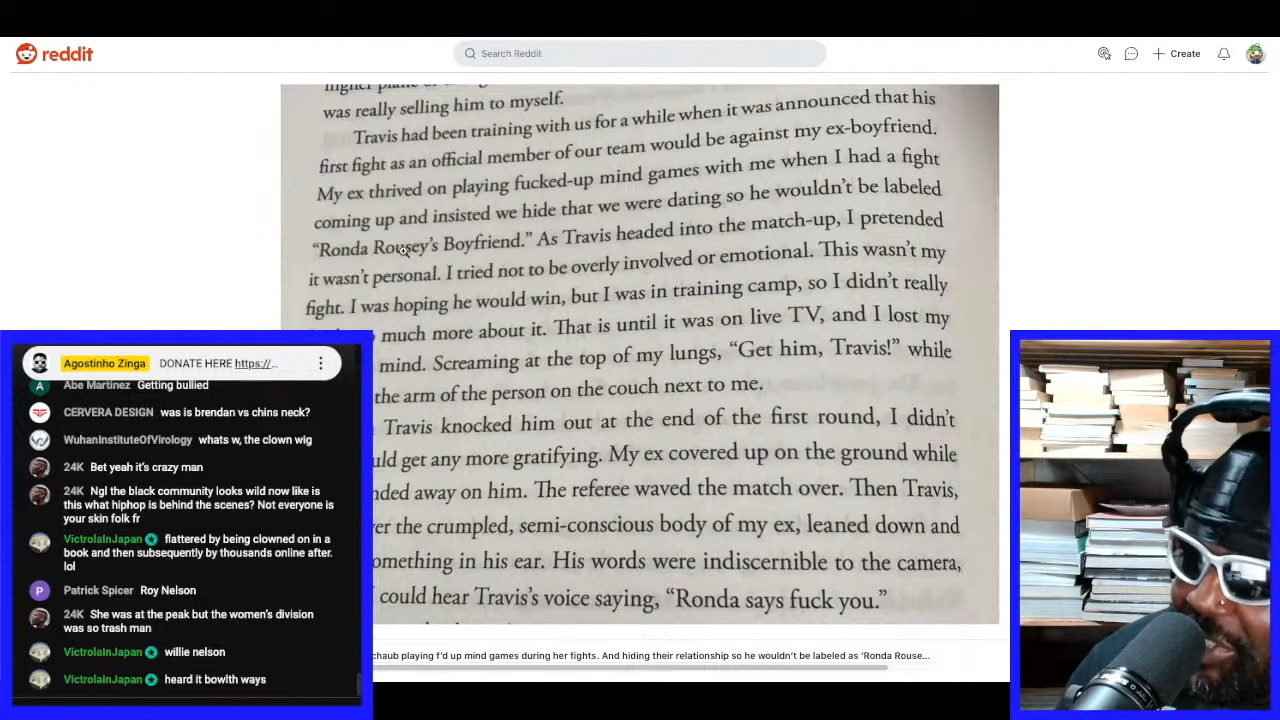 reddit
Search Reddit
Create
was really selling him to myself.
Travis had been training with us for a while when it was announced that his
first fight as an official member of our team would be against my ex-boyfriend.
My ex thrived on playing fucked-up mind games with me when I had a fight
coming up and insisted we hide that we were dating so he wouldn't be labeled
"Ronda Rousey's Boyfriend." As Travis headed into the match-up, I pretended
it wasn't personal. I tried not to be overly involved or emotional. This wasn't my
fight. I was hoping he would win, but I was in training camp, so I didn't really
much more about it. That is until it was on live TV, and I lost my
mind. Screaming at the top of my lungs, "Get him, Travis!" while
the arm of the person on the couch next to me.
Travis knocked him out at the end of the first round, I didn't
get any more gratifying. My ex covered up on the ground while
away on him. The referee waved the match over. Then Travis,
the crumpled, semi-conscious body of my ex, leaned down and
in his ear. His words were indiscernible to the camera,
could hear Travis's voice saying, "Ronda says fuck you."
chaub playing f'd up mind games during her fights. And hiding their relationship so he wouldn't be labeled as 'Ronda Rouse...
Agostinho Zinga DONATE HERE https://...
Abe Martinez Getting bullied
CERVERA DESIGN was is brendan vs chins neck?
WuhanInstituteOfVirology whats w, the clown wig
24K Bet yeah it's crazy man
24K Ngl the black community looks wild now like is
this what hiphop is behind the scenes? Not everyone is
your skin folk fr
VictrolaInJapan flattered by being clowned on in a
book and then subsequently by thousands online after.
lol
Patrick Spicer Roy Nelson
24K She was at the peak but the women's division
was so trash man
VictrolaInJapan willie nelson
VictrolaInJapan heard it bowlth ways